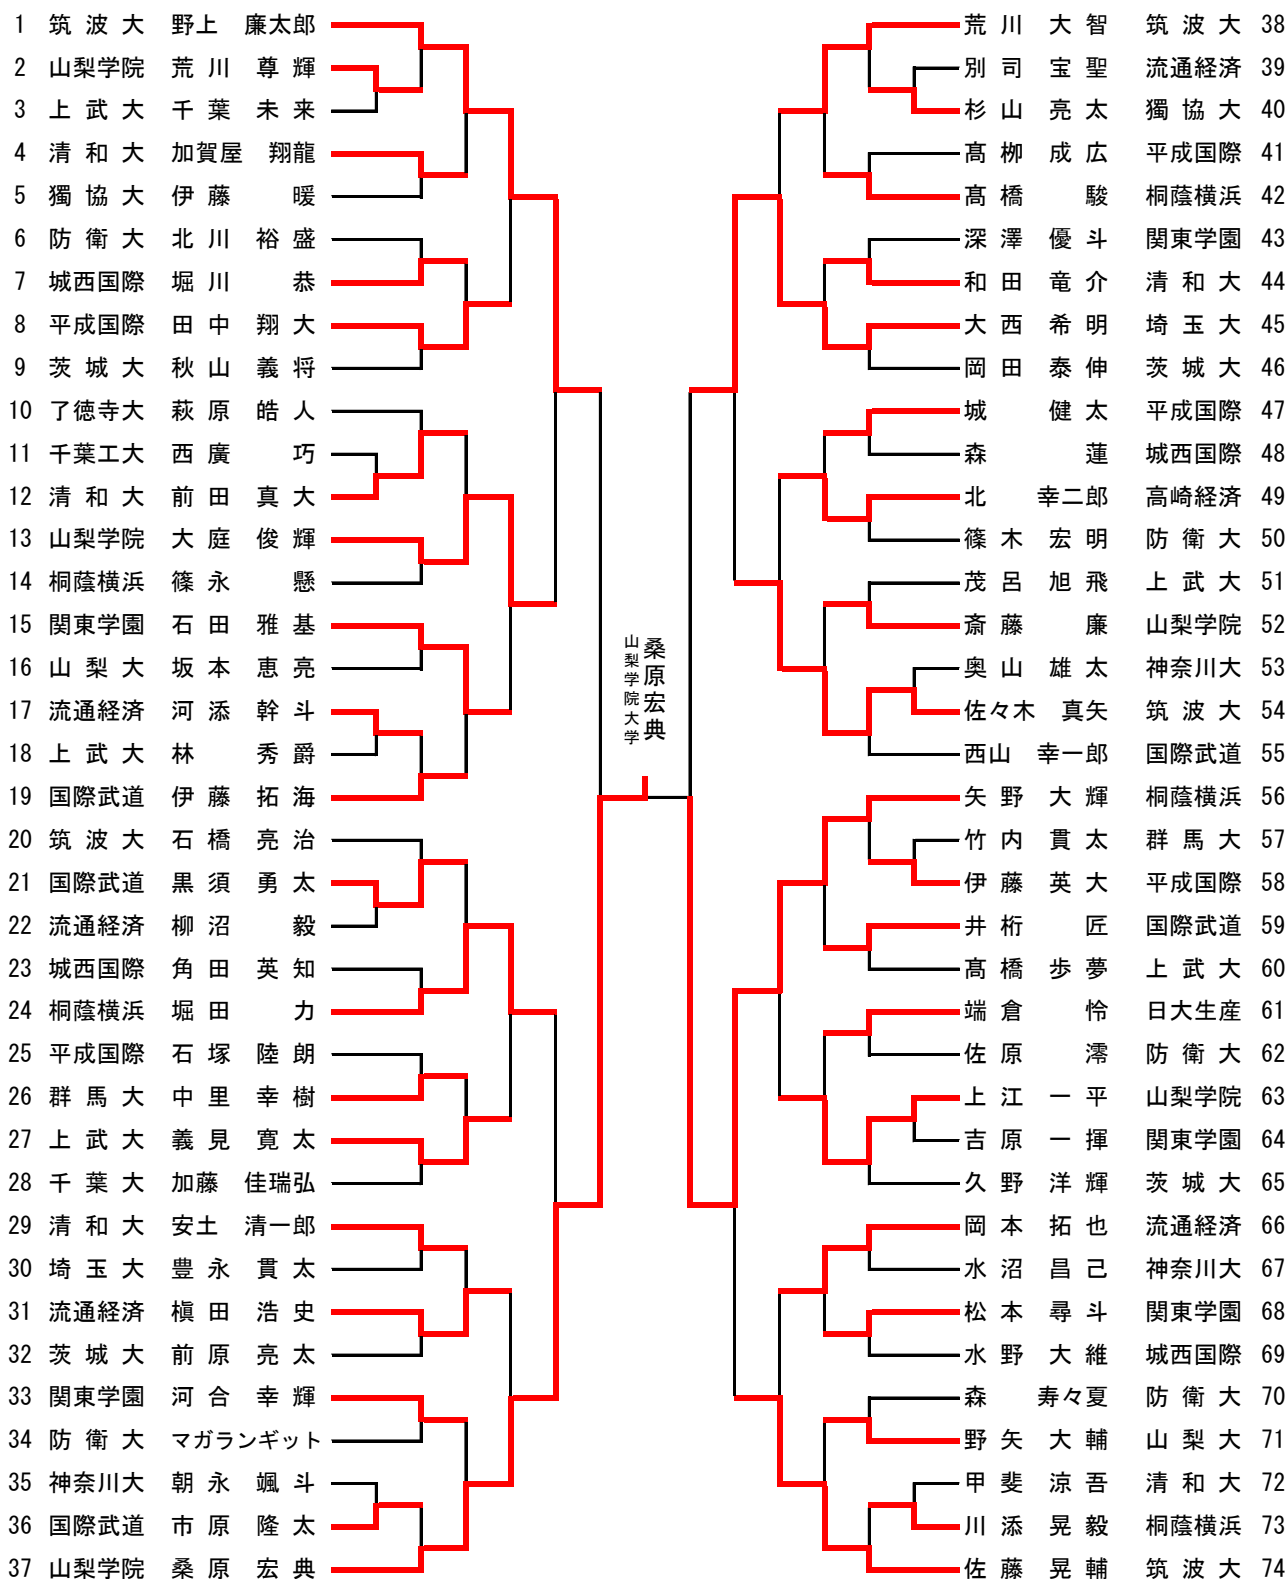 1 筑波大 野上 廉太郎
2 山梨学院 荒川 尊輝
3 上武大 千葉 未来
4 清和大 加賀屋 翔龍
5 獨協大 伊藤 暖
6 防衛大 北川 裕盛
7 城西国際 堀川 恭
8 平成国際 田中 翔大
9 茨城大 秋山 義将
10 了徳寺大 萩原 皓人
11 千葉工大 西廣 巧
12 清和大 前田 真大
13 山梨学院 大庭 俊輝
14 桐蔭横浜 篠永 懸
15 関東学園 石田 雅基
16 山梨大 坂本 恵亮
17 流通経済 河添 幹斗
18 上武大 林 秀爵
19 国際武道 伊藤 拓海
20 筑波大 石橋 亮治
21 国際武道 黒須 勇太
22 流通経済 柳沼 毅
23 城西国際 角田 英知
24 桐蔭横浜 堀田 力
25 平成国際 石塚 陸朗
26 群馬大 中里 幸樹
27 上武大 義見 寛太
28 千葉大 加藤 佳瑞弘
29 清和大 安土 清一郎
30 埼玉大 豊永 貫太
31 流通経済 槇田 浩史
32 茨城大 前原 亮太
33 関東学園 河合 幸輝
34 防衛大 マガランギット
35 神奈川大 朝永 颯斗
36 国際武道 市原 隆太
37 山梨学院 桑原 宏典
桑原宏典
山梨学院大学
荒川 大智 筑波大 38
別司 宝聖 流通経済 39
杉山 亮太 獨協大 40
髙栁 成広 平成国際 41
髙橋 駿 桐蔭横浜 42
深澤 優斗 関東学園 43
和田 竜介 清和大 44
大西 希明 埼玉大 45
岡田 泰伸 茨城大 46
城 健太 平成国際 47
森 蓮 城西国際 48
北 幸二郎 高崎経済 49
篠木 宏明 防衛大 50
茂呂 旭飛 上武大 51
斎藤 廉 山梨学院 52
奥山 雄太 神奈川大 53
佐々木 真矢 筑波大 54
西山 幸一郎 国際武道 55
矢野 大輝 桐蔭横浜 56
竹内 貫太 群馬大 57
伊藤 英大 平成国際 58
井桁 匠 国際武道 59
髙橋 歩夢 上武大 60
端倉 怜 日大生産 61
佐原 澪 防衛大 62
上江 一平 山梨学院 63
吉原 一揮 関東学園 64
久野 洋輝 茨城大 65
岡本 拓也 流通経済 66
水沼 昌己 神奈川大 67
松本 尋斗 関東学園 68
水野 大維 城西国際 69
森 寿々夏 防衛大 70
野矢 大輔 山梨大 71
甲斐 涼吾 清和大 72
川添 晃毅 桐蔭横浜 73
佐藤 晃輔 筑波大 74